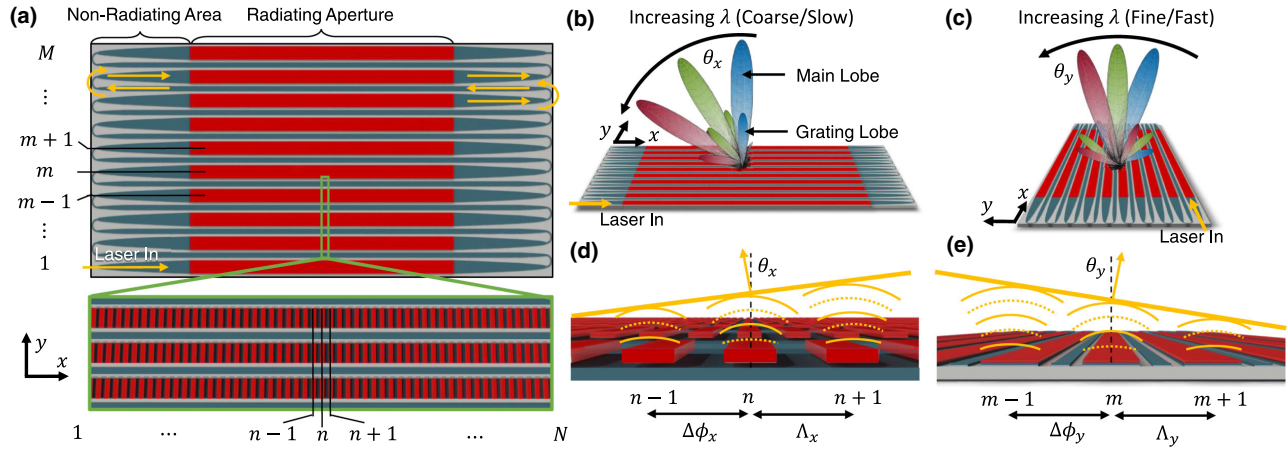 (a)
Non-Radiating Area
Radiating Aperture
M
⋮
m + 1
m
m − 1
⋮
1
Laser In
y
x
1
⋯
n − 1
n
n + 1
⋯
N
(b)
Increasing λ (Coarse/Slow)
θx
Main Lobe
Grating Lobe
y
x
Laser In
(c)
Increasing λ (Fine/Fast)
θy
x
y
Laser In
(d)
θx
n − 1
n
n + 1
Δϕx
Λx
(e)
θy
m − 1
m
m + 1
Δϕy
Λy